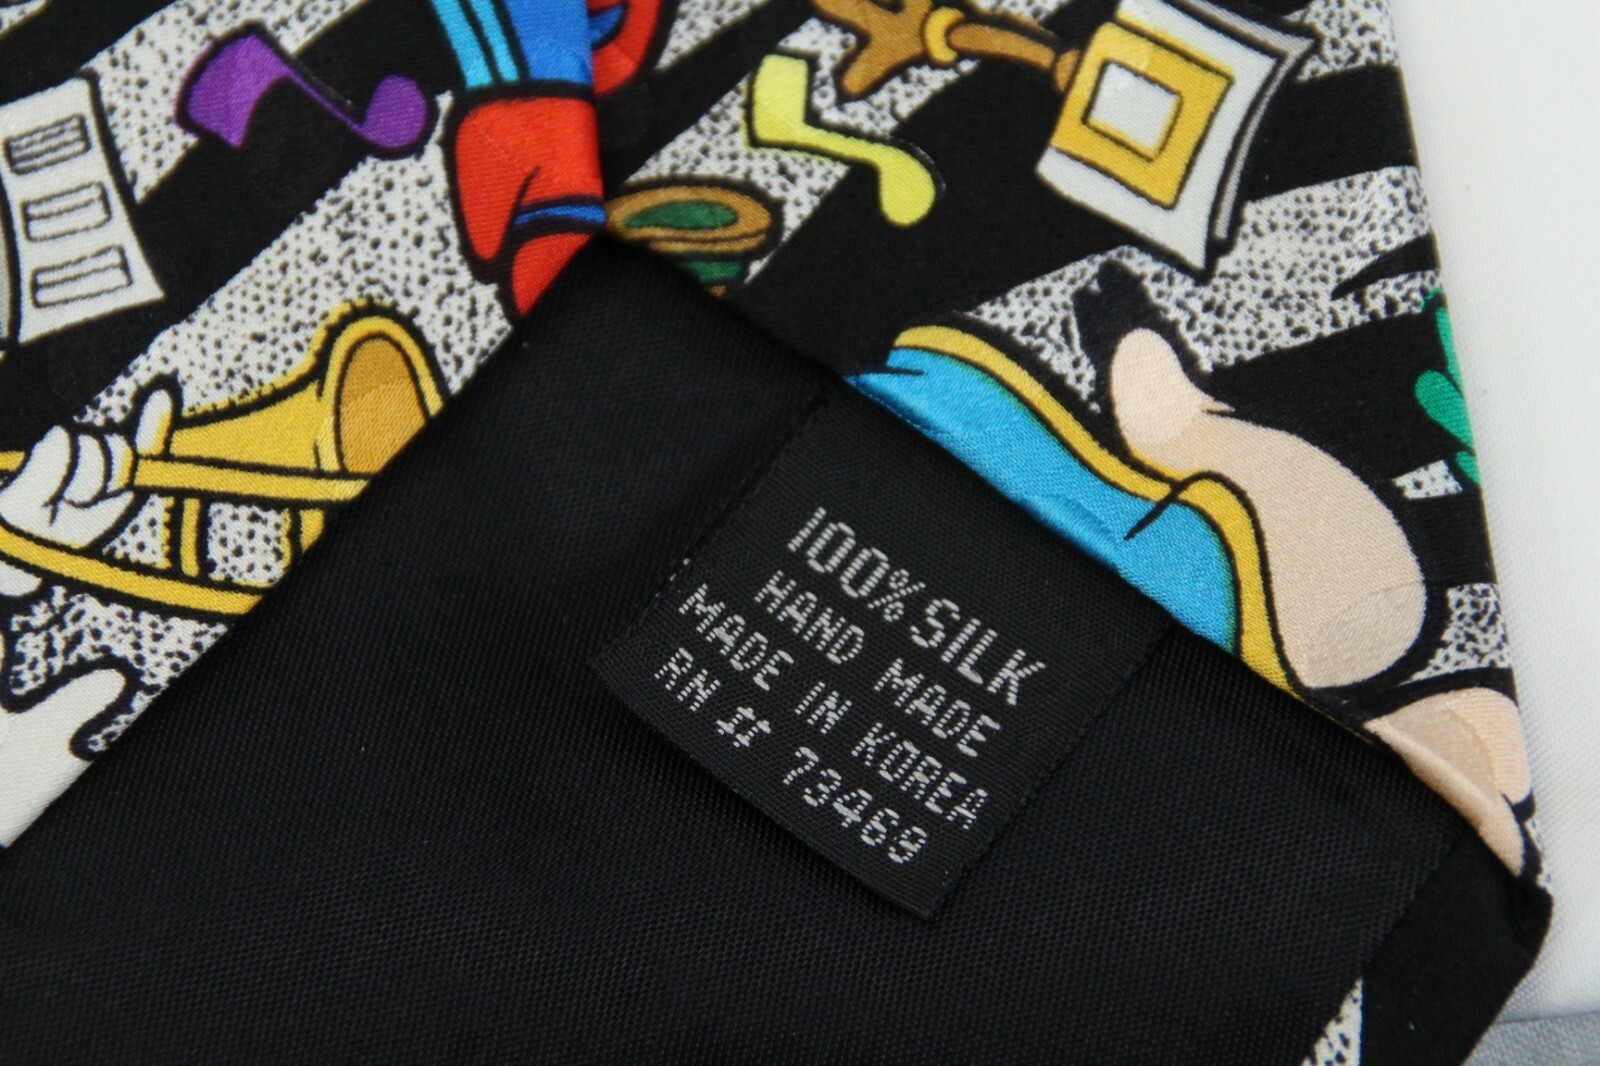 100% SILK
HAND MADE
MADE IN KOREA
RN # 73469